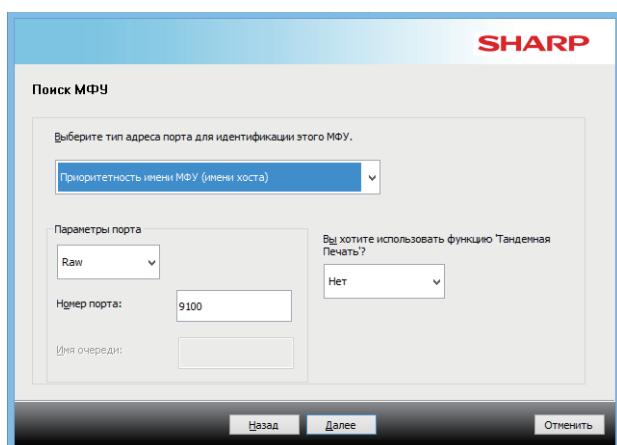 SHARP
Поиск МФУ
Выберите тип адреса порта для идентификации этого МФУ.
Приоритетность имени МФУ (имени хоста)
Параметры порта
Raw
Номер порта:
9100
Имя очереди:
Вы хотите использовать функцию 'Тандемная
Печать'?
Нет
Назад
Далее
Отменить